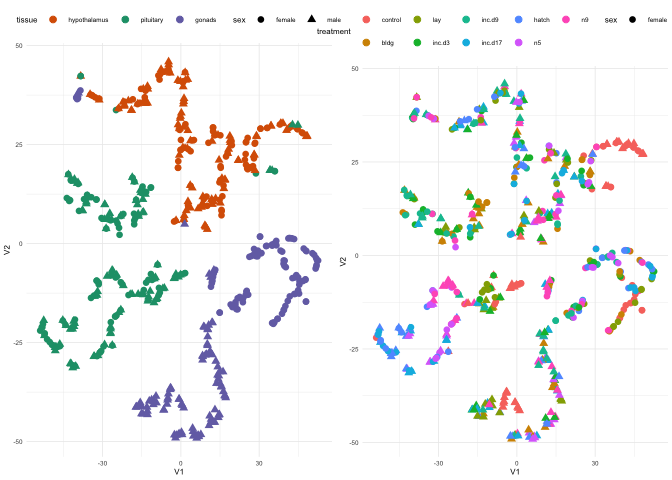 tissue hypothalamus pituitary gonads sex female male
treatment control lay inc.d9 hatch n9 sex female
bldg inc.d3 inc.d17 n5
50
25
0
-25
-50
V2
-30 0 30
V1
50
25
0
-25
-50
V2
-30 0 30
V1